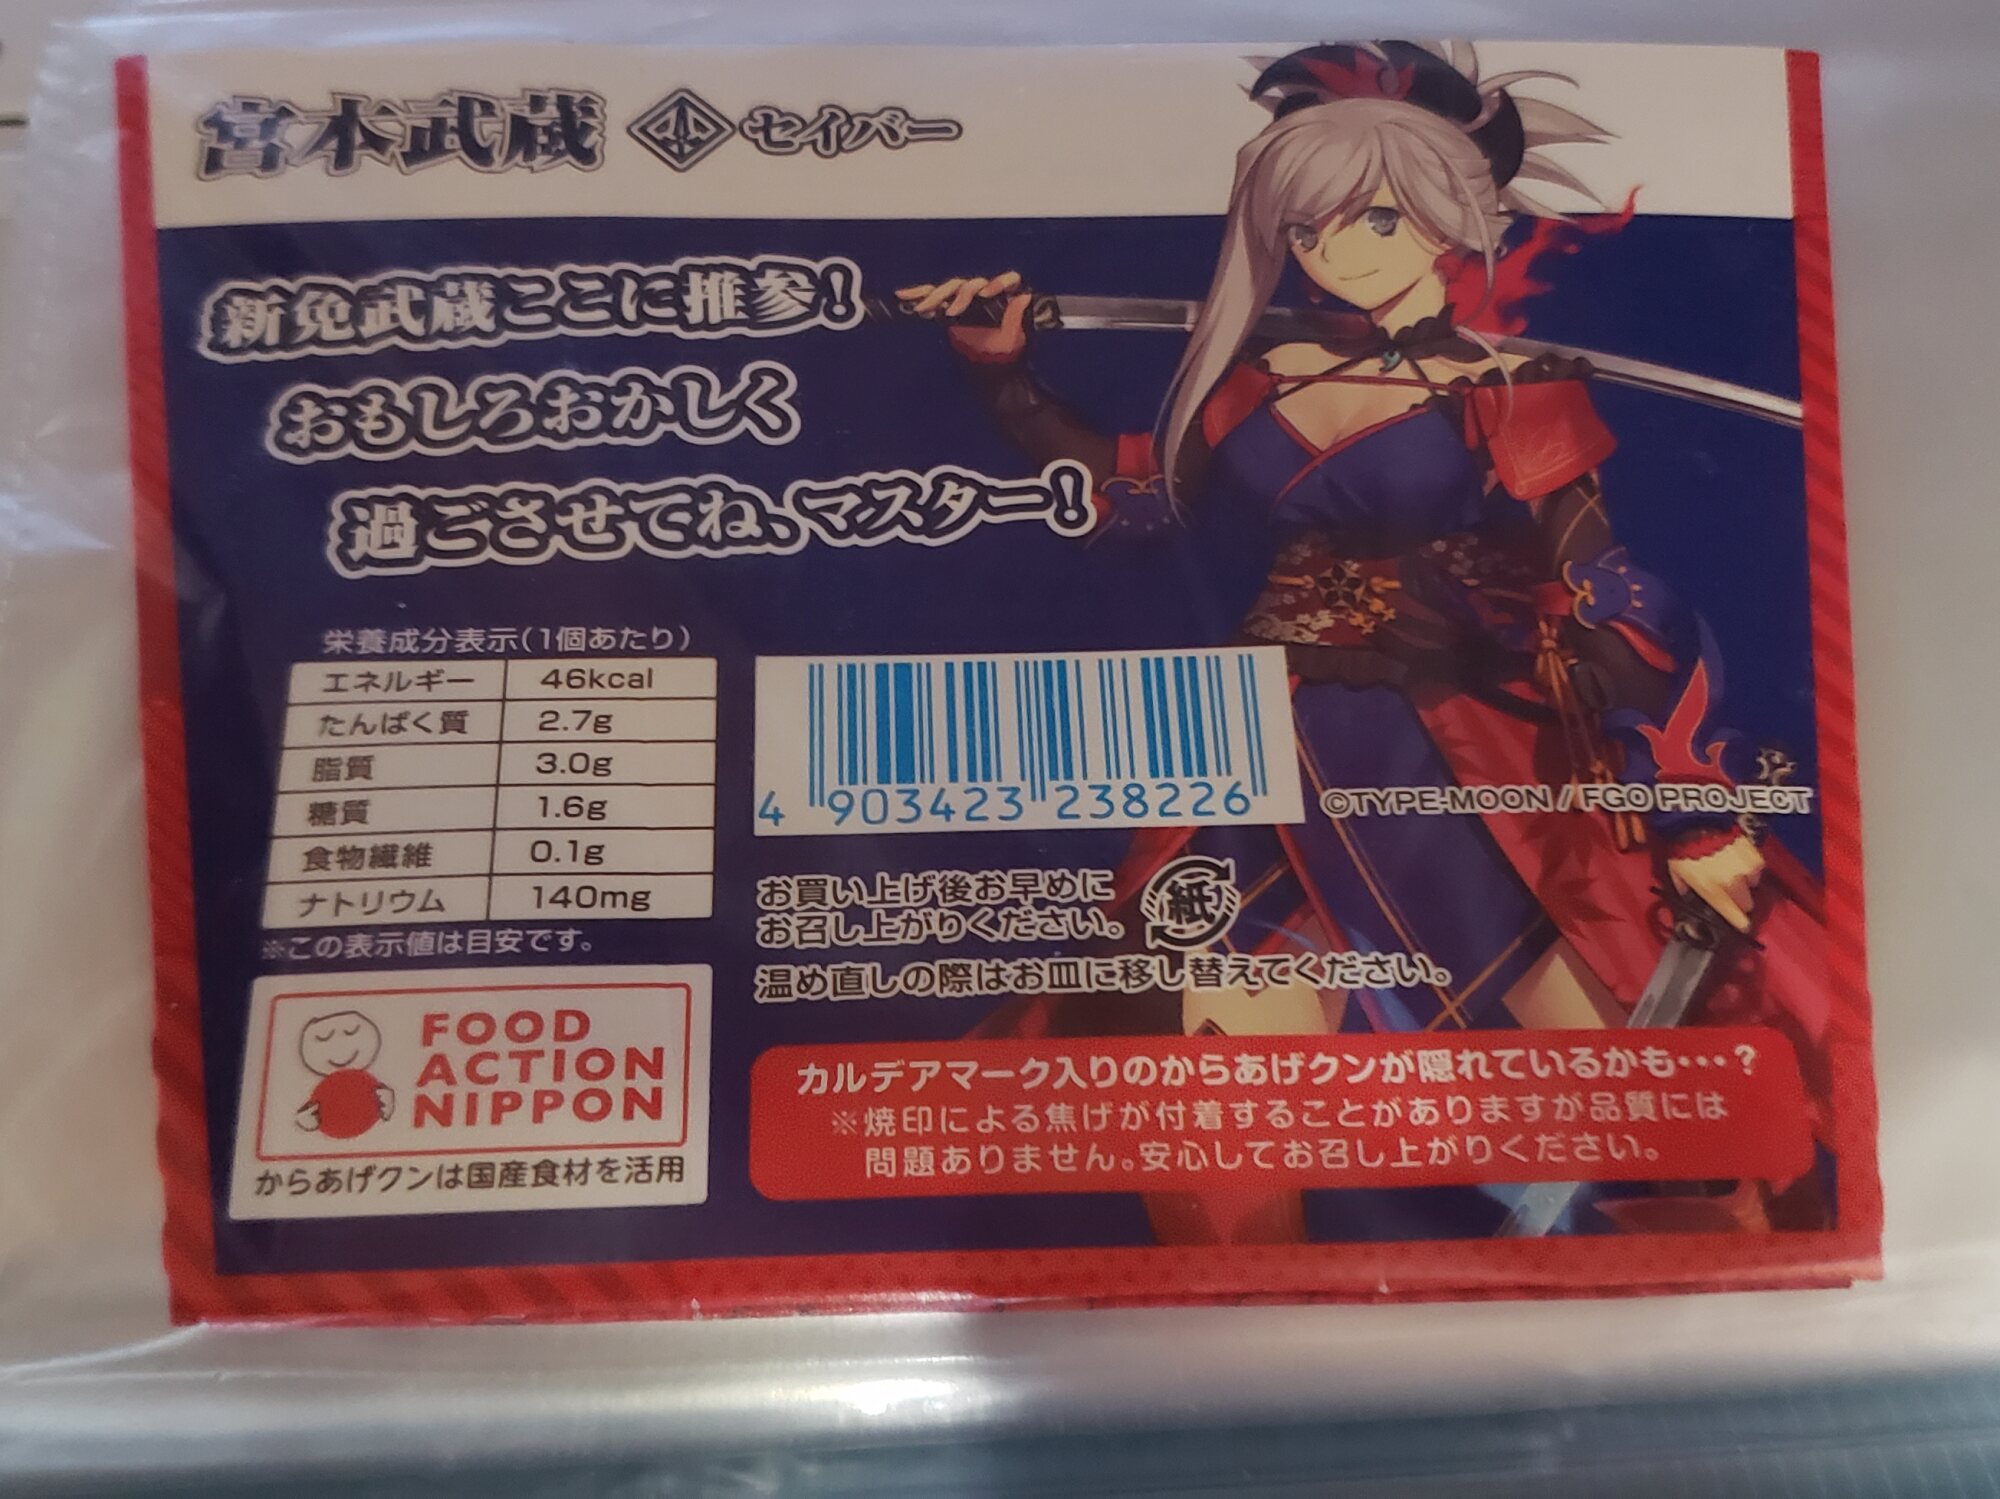 宮本武蔵 セイバー
新免武蔵ここに推参!
おもしろおかしく
過ごさせてね、マスター!
栄養成分表示(1個あたり)
エネルギー 46kcal
たんぱく質 2.7g
脂質 3.0g
糖質 1.6g
食物繊維 0.1g
ナトリウム 140mg
※この表示値は目安です。
FOOD
ACTION
NIPPON
からあげクンは国産食材を活用
4 903423 238226
©TYPE-MOON / FGO PROJECT
お買い上げ後お早めに
お召し上がりください。
紙
温め直しの際はお皿に移し替えてください。
カルデアマーク入りのからあげクンが隠れているかも・・・?
※焼印による焦げが付着することがありますが品質には
問題ありません。安心してお召し上がりください。